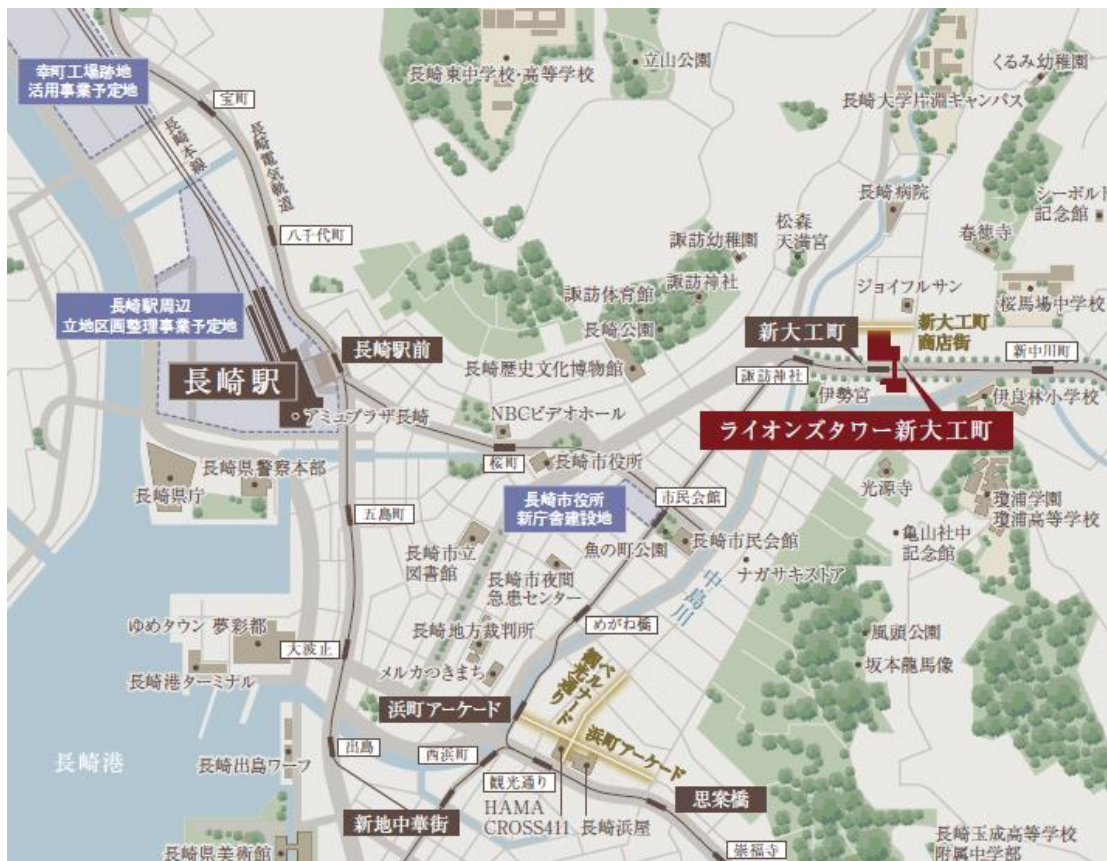 幸町工場跡地
活用事業予定地
宝町
長崎本線
長崎電気軌道
八千代町
長崎駅周辺
立地区画整理事業予定地
長崎駅前
長崎駅
アミュプラザ長崎
長崎東中学校・高等学校
立山公園
くるみ幼稚園
長崎大学片淵キャンパス
長崎病院
シーボルト
記念館
春徳寺
松森
天満宮
諏訪幼稚園
諏訪神社
諏訪体育館
長崎公園
長崎歴史文化博物館
ジョイフルサン
桜馬場中学校
新大工町
新大工町
商店街
新中川町
諏訪神社
伊勢宮
伊良林小学校
ライオンズタワー新大工町
NBCビデオホール
桜町
長崎市役所
長崎県警察本部
長崎県庁
五島町
長崎市役所
新庁舎建設地
市民会館
光源寺
瓊浦学園
瓊浦高等学校
亀山社中
記念館
長崎市立
図書館
魚の町公園
長崎市民会館
ナガサキストア
長崎市夜間
急患センター
中島川
めがね橋
長崎地方裁判所
風頭公園
坂本龍馬像
ゆめタウン 夢彩都
大波止
長崎港ターミナル
メルカつきまち
浜町アーケード
ベルナード
観光通り
浜町アーケード
長崎港
長崎出島ワーフ
出島
西浜町
観光通り
HAMA
CROSS411
長崎浜屋
思案橋
新地中華街
長崎県美術館
崇福寺
長崎玉成高等学校
附属中学部